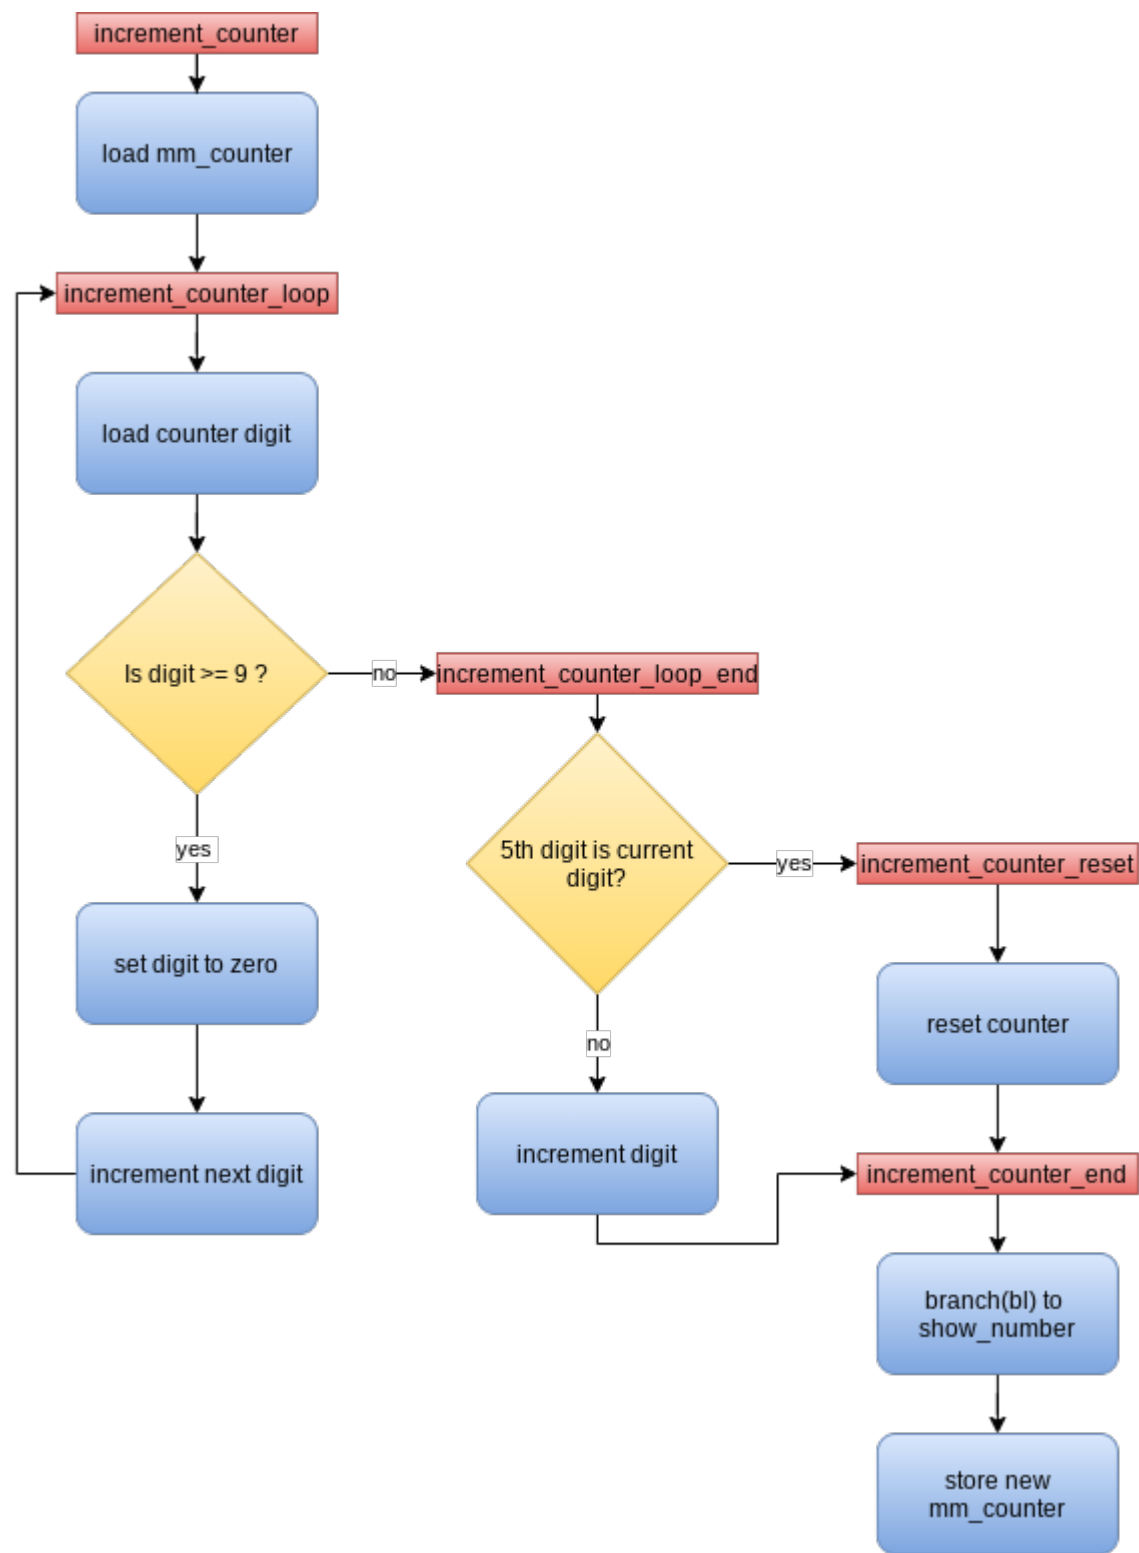 increment_counter
load mm_counter
increment_counter_loop
load counter digit
Is digit >= 9 ?
no
increment_counter_loop_end
yes
5th digit is current
digit?
yes
increment_counter_reset
set digit to zero
reset counter
no
increment next digit
increment digit
increment_counter_end
branch(bl) to
show_number
store new
mm_counter